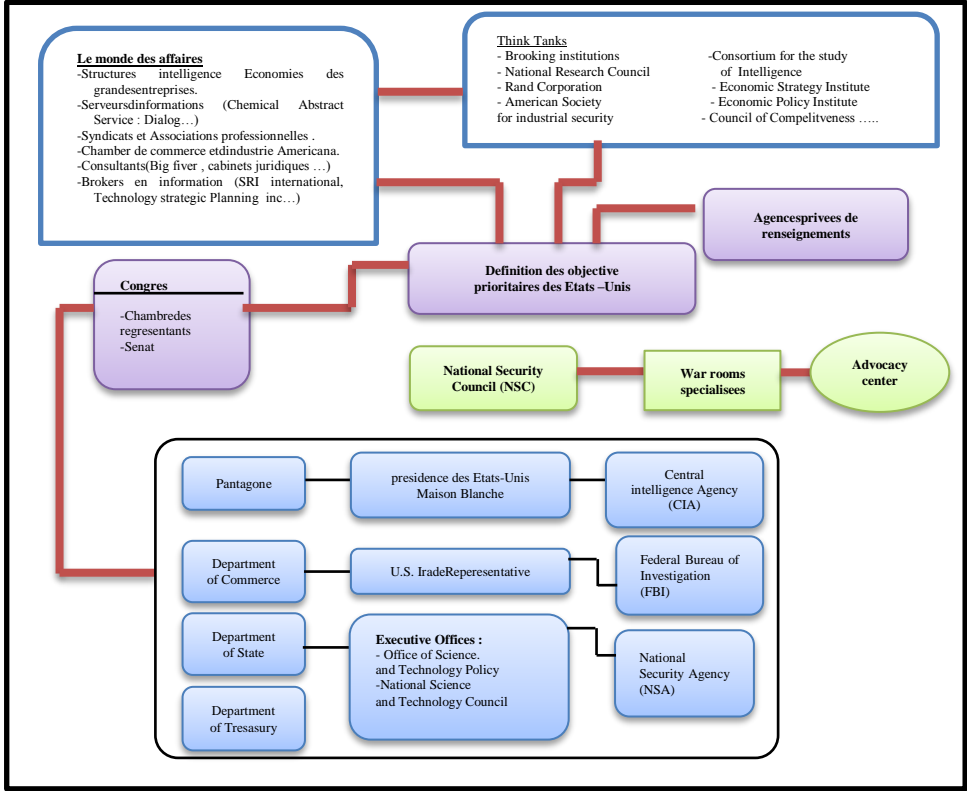 Le monde des affaires
-Structures intelligence Economies des
grandesentreprises.
-Serveursdinformations (Chemical Abstract
Service : Dialog…)
-Syndicats et Associations professionnelles .
-Chamber de commerce etdindustrie Americana.
-Consultants(Big fiver , cabinets juridiques …)
-Brokers en information (SRI international,
Technology strategic Planning inc…)
Think Tanks
- Brooking institutions
- National Research Council
- Rand Corporation
- American Society
for industrial security
-Consortium for the study
of Intelligence
- Economic Strategy Institute
- Economic Policy Institute
- Council of Compelitveness …..
Agencesprivees de
renseignements
Definition des objective
prioritaires des Etats –Unis
Congres
-Chambredes
regresentants
-Senat
National Security
Council (NSC)
War rooms
specialisees
Advocacy
center
Pantagone
presidence des Etats-Unis
Maison Blanche
Central
intelligence Agency
(CIA)
Department
of Commerce
U.S. IradeReperesentative
Federal Bureau of
Investigation
(FBI)
Department
of State
Executive Offices :
- Office of Science.
and Technology Policy
-National Science
and Technology Council
National
Security Agency
(NSA)
Department
of Tresasury